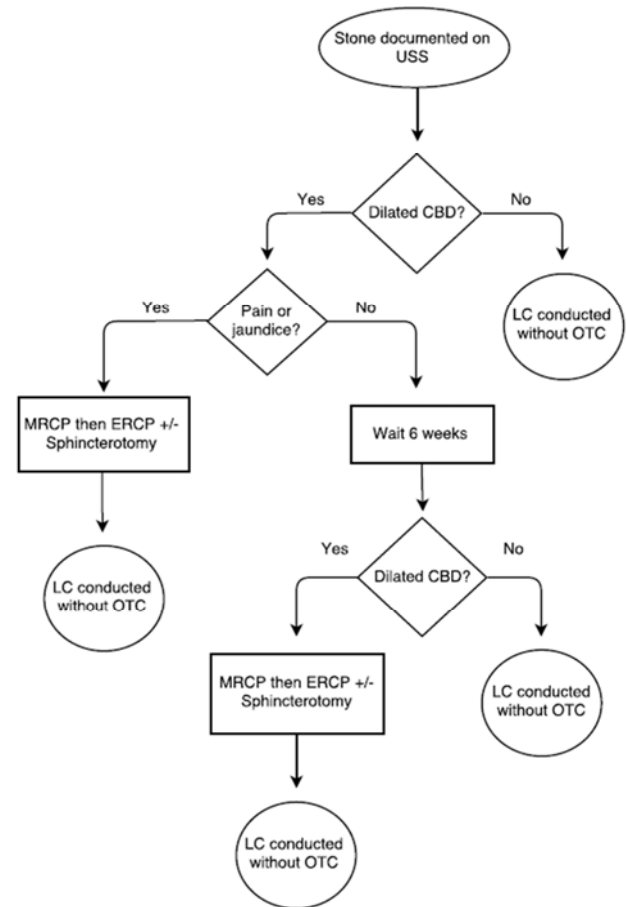 Stone documented on
USS
Dilated CBD?
Yes
No
Pain or
jaundice?
Yes
No
LC conducted
without OTC
MRCP then ERCP +/-
Sphincterotomy
Wait 6 weeks
LC conducted
without OTC
Dilated CBD?
Yes
No
MRCP then ERCP +/-
Sphincterotomy
LC conducted
without OTC
LC conducted
without OTC